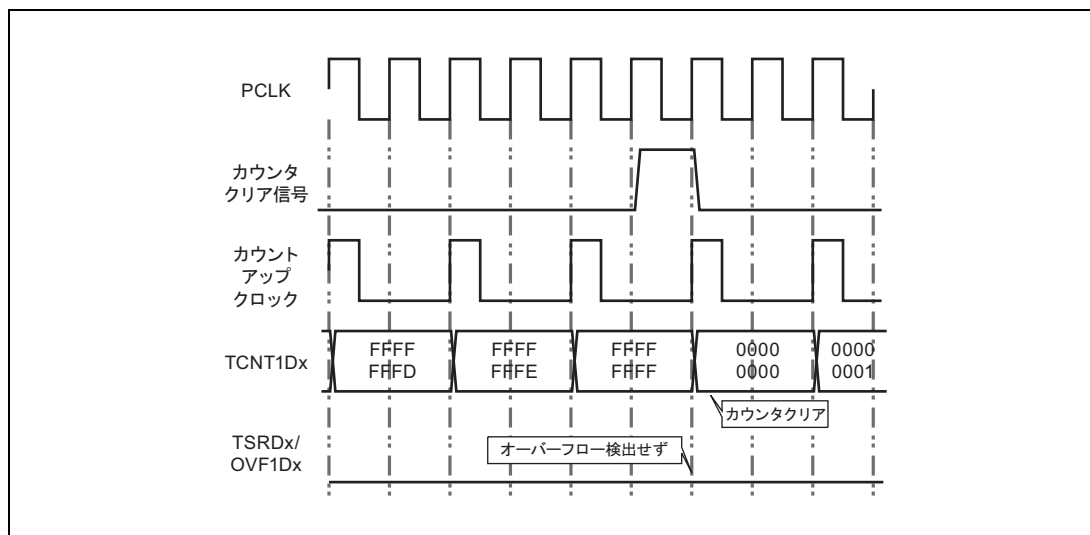 PCLK
カウンタ
クリア信号
カウント
アップ
クロック
TCNT1Dx
FFFF
FFFD
FFFF
FFFE
FFFF
FFFF
0000
0000
0000
0001
カウンタクリア
TSRDx/
OVF1Dx
オーバーフロー検出せず